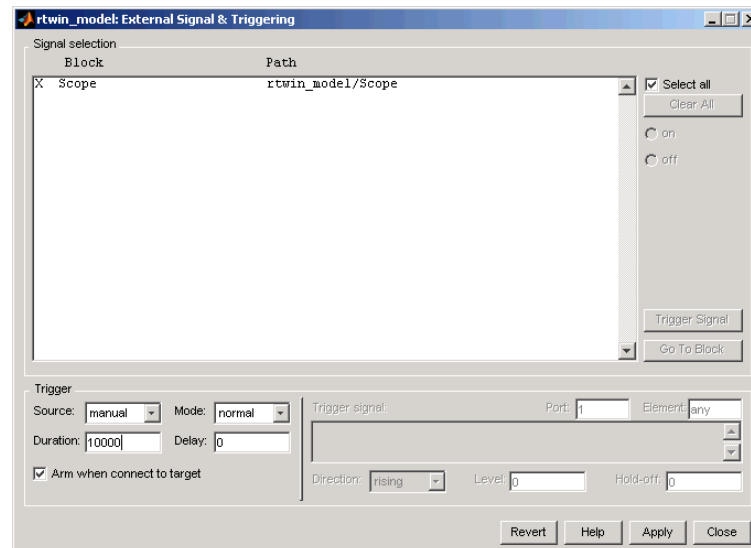 rtwin_model: External Signal & Triggering
Signal selection
Block Path
X Scope rtwin_model/Scope
Select all
Clear All
on
off
Trigger Signal
Go To Block
Trigger
Source: manual Mode: normal
Duration: 10000 Delay: 0
Arm when connect to target
Trigger signal: Port: 1 Element: any
Direction: rising Level: 0 Hold-off: 0
Revert Help Apply Close